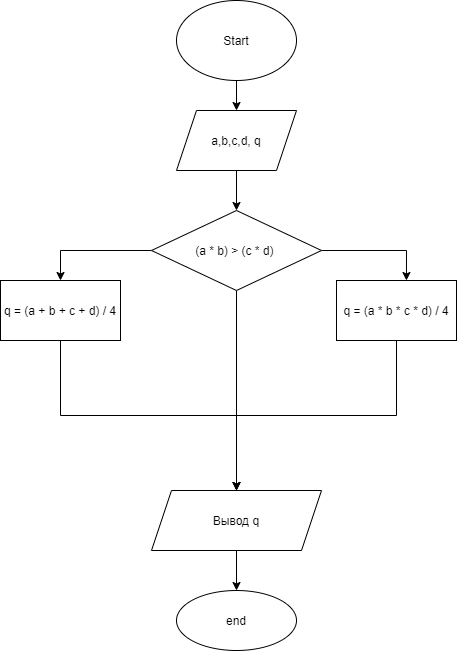 Start
a,b,c,d, q
(a * b) > (c * d)
q = (a + b + c + d) / 4
q = (a * b * c * d) / 4
Вывод q
end